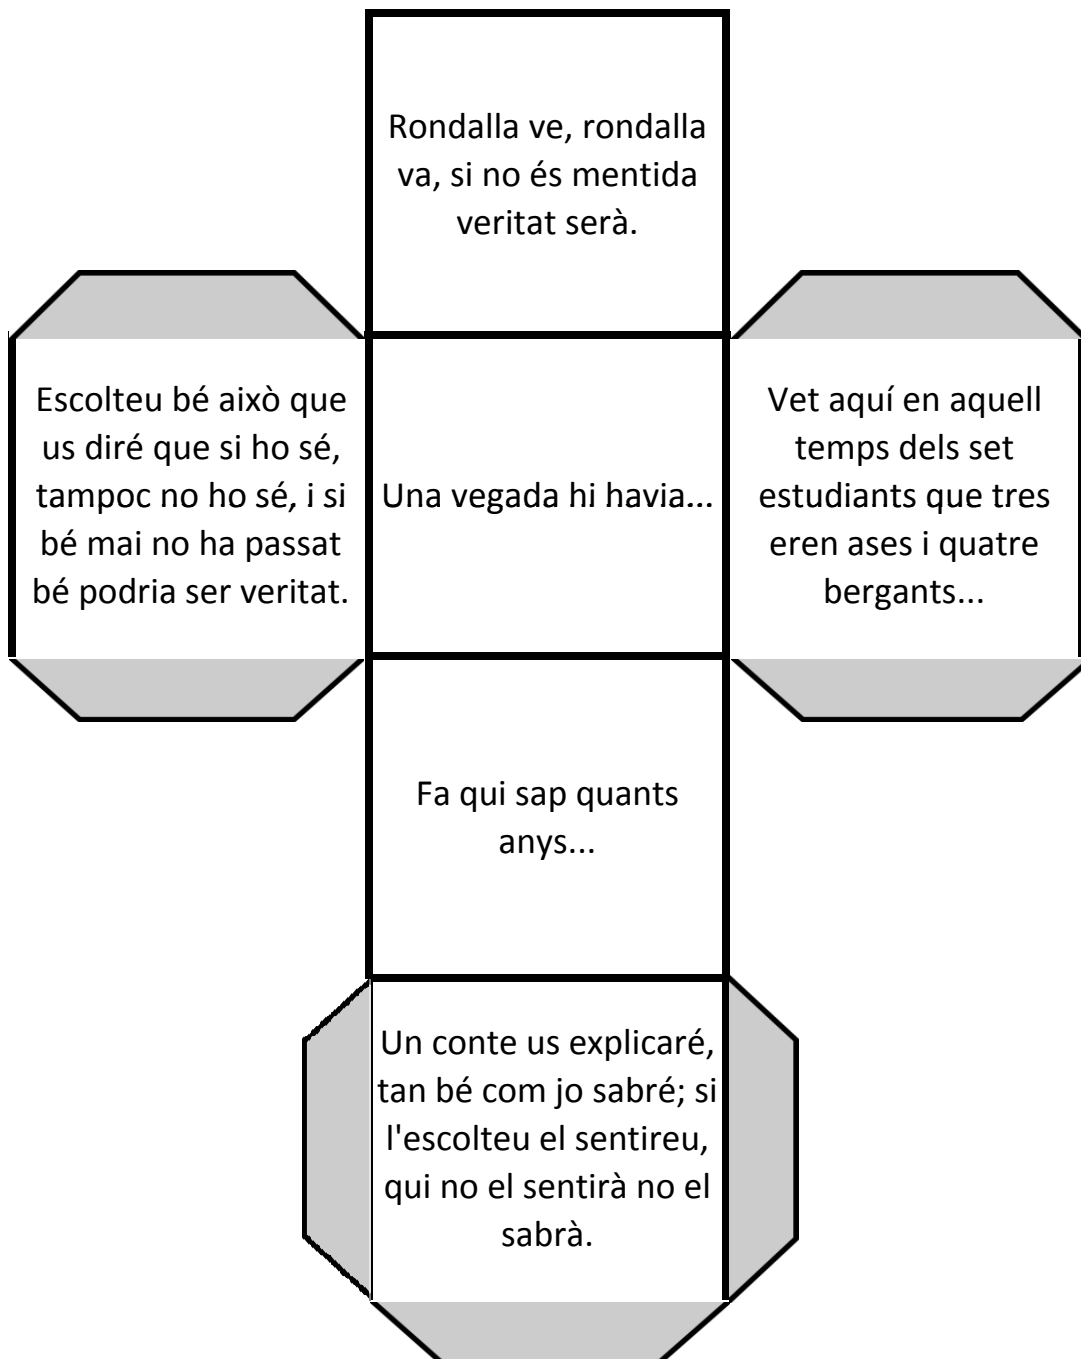 Rondalla ve, rondalla
va, si no és mentida
veritat serà.
Escolteu bé això que
us diré que si ho sé,
tampoc no ho sé, i si
bé mai no ha passat
bé podria ser veritat.
Una vegada hi havia...
Vet aquí en aquell
temps dels set
estudiants que tres
eren ases i quatre
bergants...
Fa qui sap quants
anys...
Un conte us explicaré,
tan bé com jo sabré; si
l'escolteu el sentireu,
qui no el sentirà no el
sabrà.